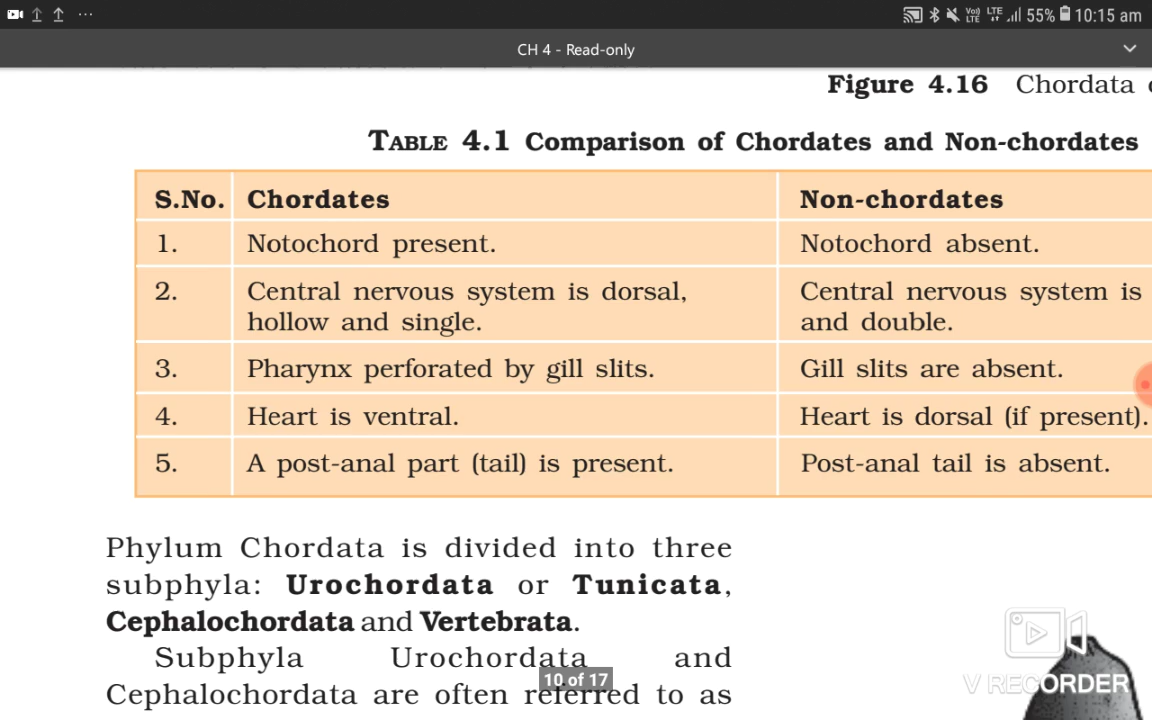 ··· Vo)) LTE LTE 55% 10:15 am
CH 4 - Read-only
Figure 4.16 Chordata
TABLE 4.1 Comparison of Chordates and Non-chordates
S.No. Chordates Non-chordates
1. Notochord present. Notochord absent.
2. Central nervous system is dorsal, Central nervous system is
hollow and single. and double.
3. Pharynx perforated by gill slits. Gill slits are absent.
4. Heart is ventral. Heart is dorsal (if present).
5. A post-anal part (tail) is present. Post-anal tail is absent.
Phylum Chordata is divided into three
subphyla: Urochordata or Tunicata,
Cephalochordata and Vertebrata.
Subphyla Urochordata and
10 of 17
Cephalochordata are often referred to as
V RECORDER